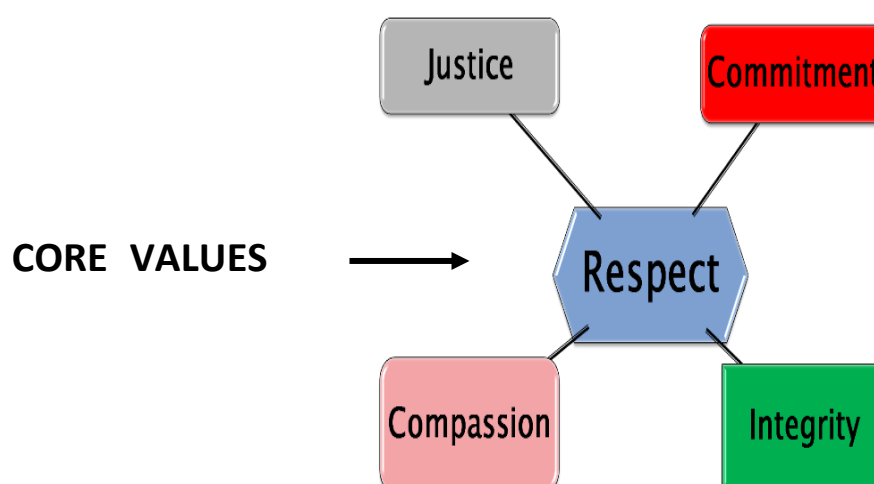 Justice
Commitment
CORE VALUES
Respect
Compassion
Integrity